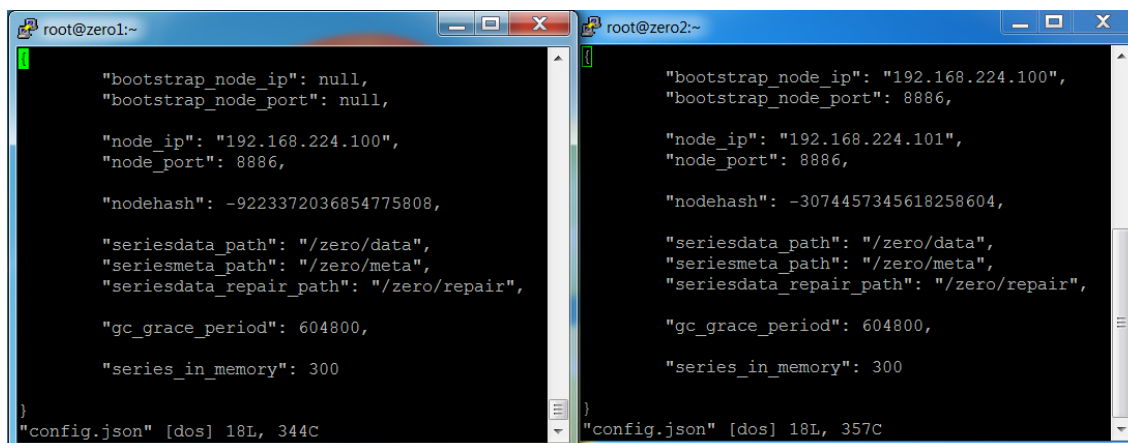 root@zero1:~
{
"bootstrap_node_ip": null,
"bootstrap_node_port": null,
"node_ip": "192.168.224.100",
"node_port": 8886,
"nodehash": -9223372036854775808,
"seriesdata_path": "/zero/data",
"seriesmeta_path": "/zero/meta",
"seriesdata_repair_path": "/zero/repair",
"gc_grace_period": 604800,
"series_in_memory": 300
}
"config.json" [dos] 18L, 344C
root@zero2:~
{
"bootstrap_node_ip": "192.168.224.100",
"bootstrap_node_port": 8886,
"node_ip": "192.168.224.101",
"node_port": 8886,
"nodehash": -3074457345618258604,
"seriesdata_path": "/zero/data",
"seriesmeta_path": "/zero/meta",
"seriesdata_repair_path": "/zero/repair",
"gc_grace_period": 604800,
"series_in_memory": 300
}
"config.json" [dos] 18L, 357C